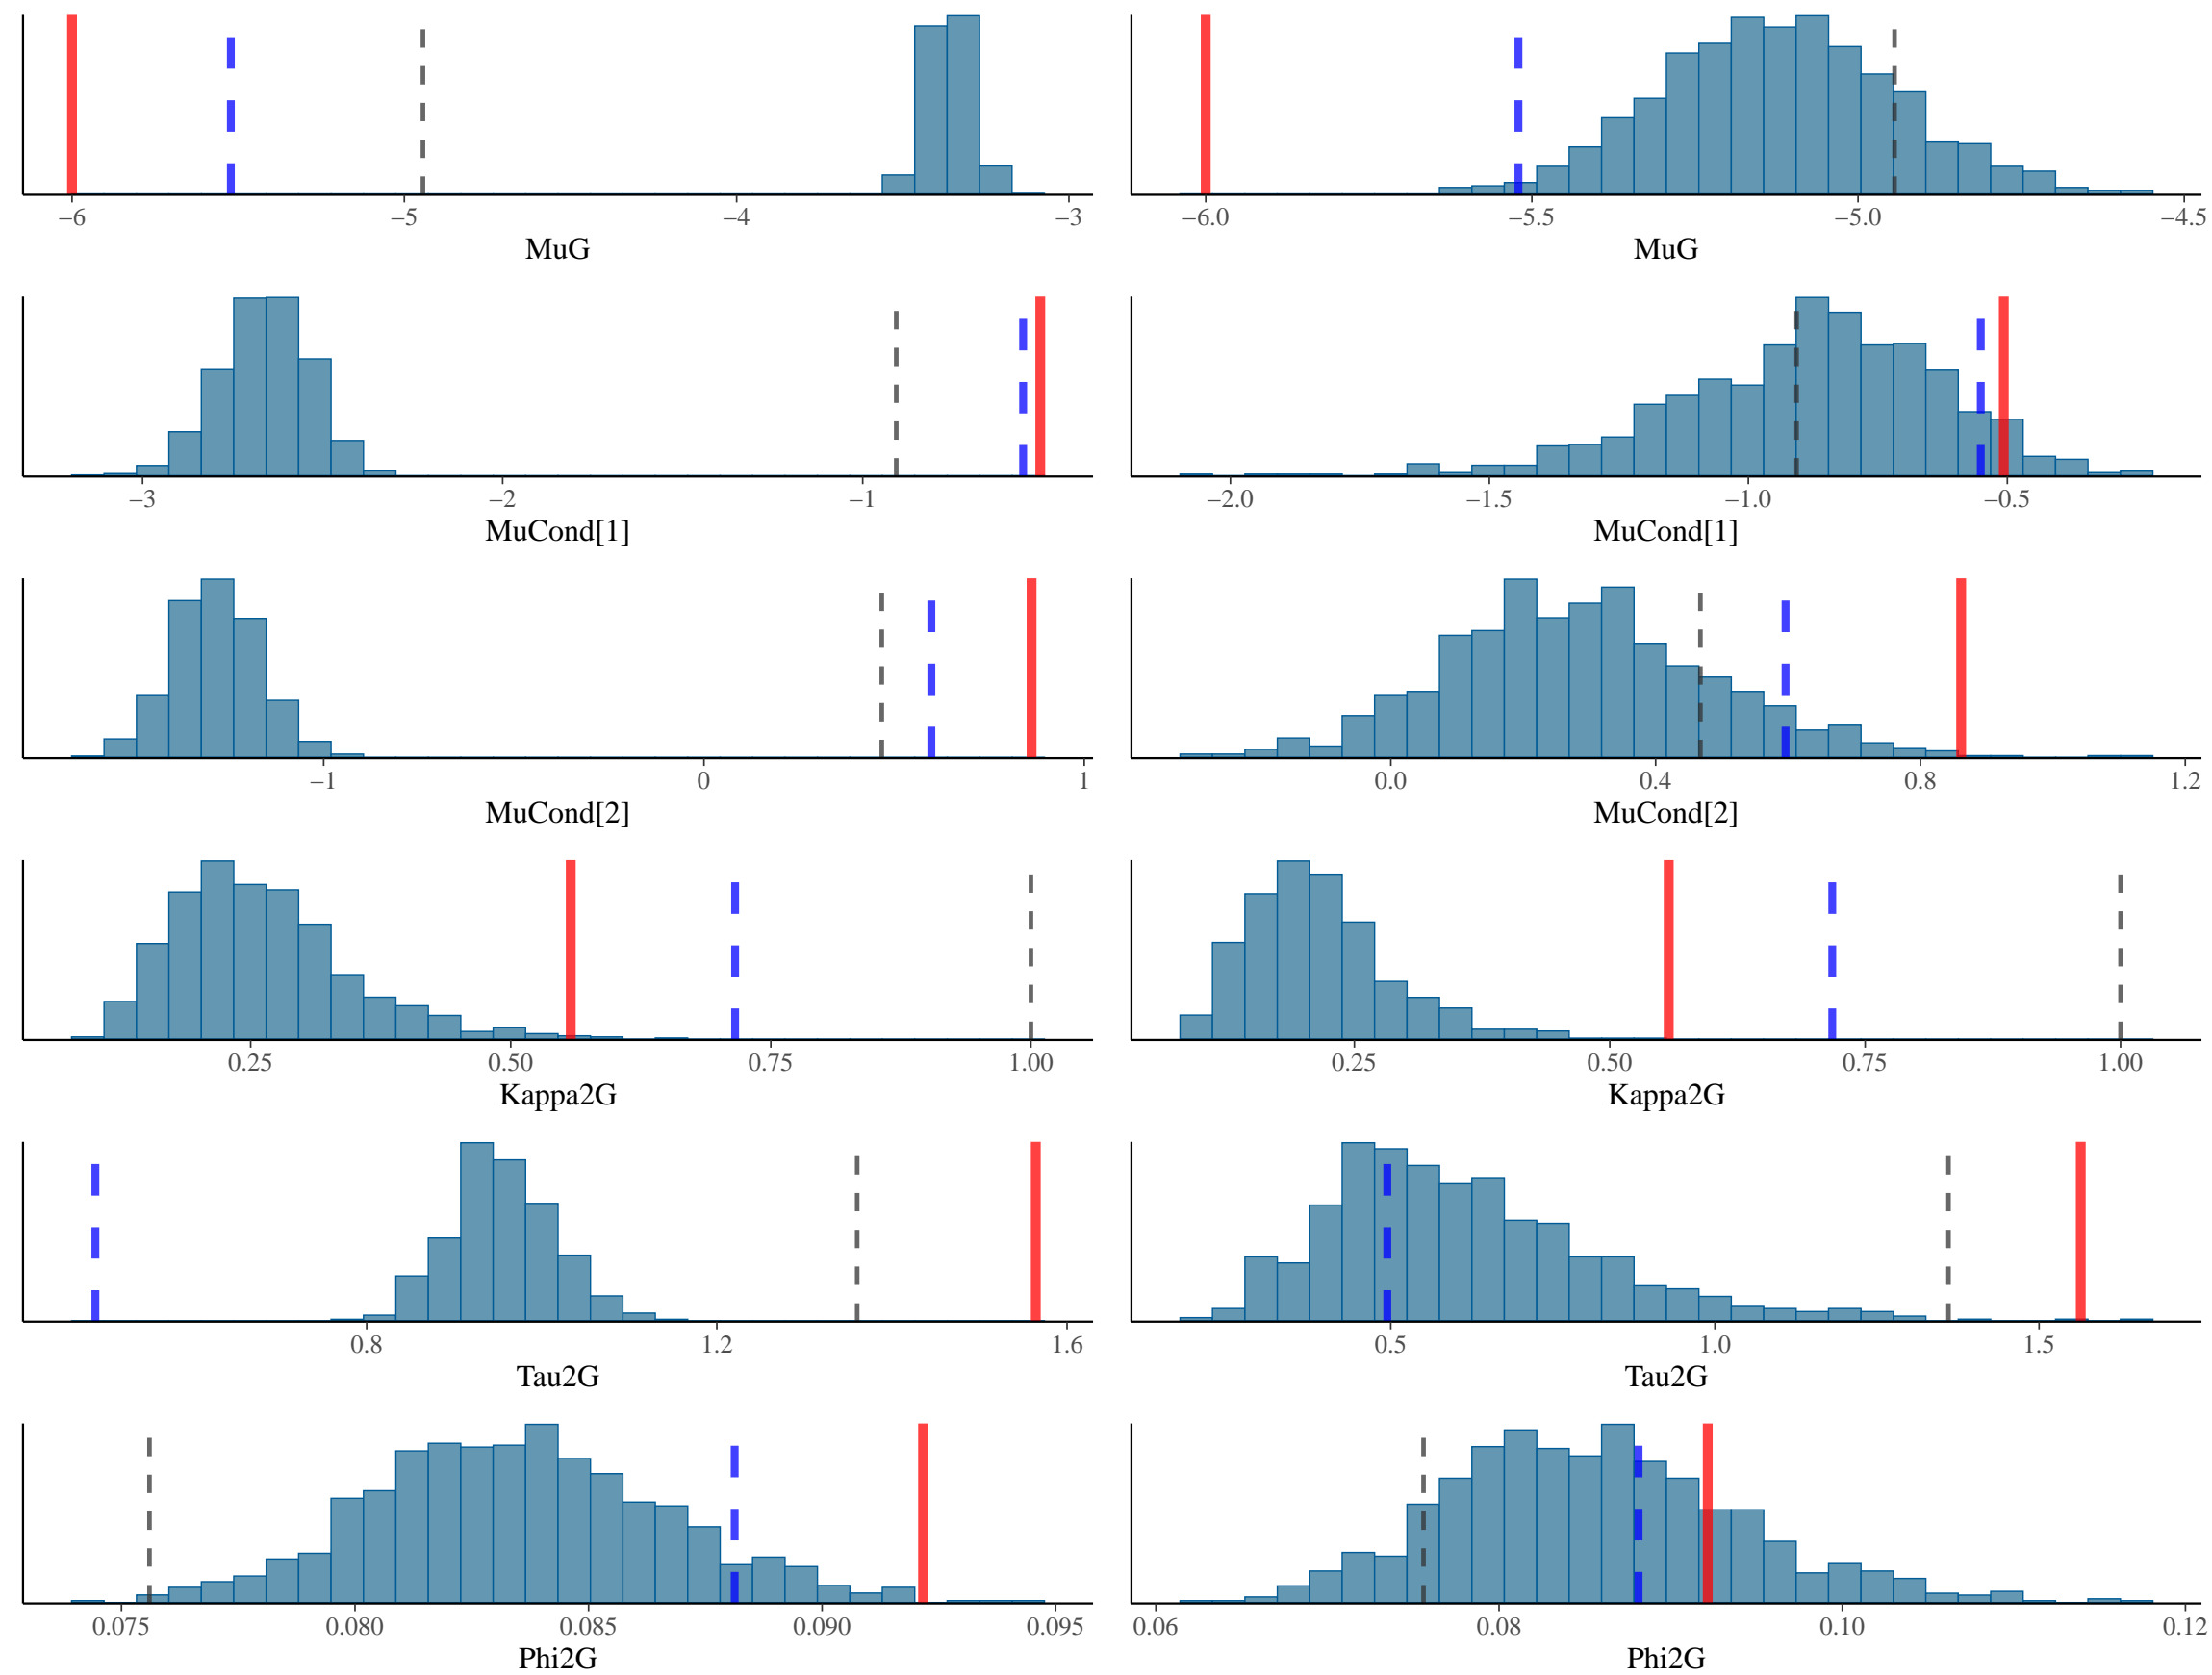 −6 −5 −4 −3
MuG
−6.0 −5.5 −5.0 −4.5
MuG
−3 −2 −1
MuCond[1]
−2.0 −1.5 −1.0 −0.5
MuCond[1]
−1 0 1
MuCond[2]
0.0 0.4 0.8 1.2
MuCond[2]
0.25 0.50 0.75 1.00
Kappa2G
0.25 0.50 0.75 1.00
Kappa2G
0.8 1.2 1.6
Tau2G
0.5 1.0 1.5
Tau2G
0.075 0.080 0.085 0.090 0.095
Phi2G
0.06 0.08 0.10 0.12
Phi2G